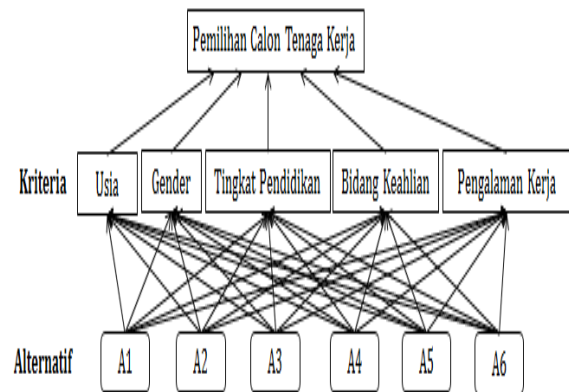 Pemilihan Calon Tenaga Kerja
Kriteria
Usia
Gender
Tingkat Pendidikan
Bidang Keahlian
Pengalaman Kerja
Alternatif
A1
A2
A3
A4
A5
A6